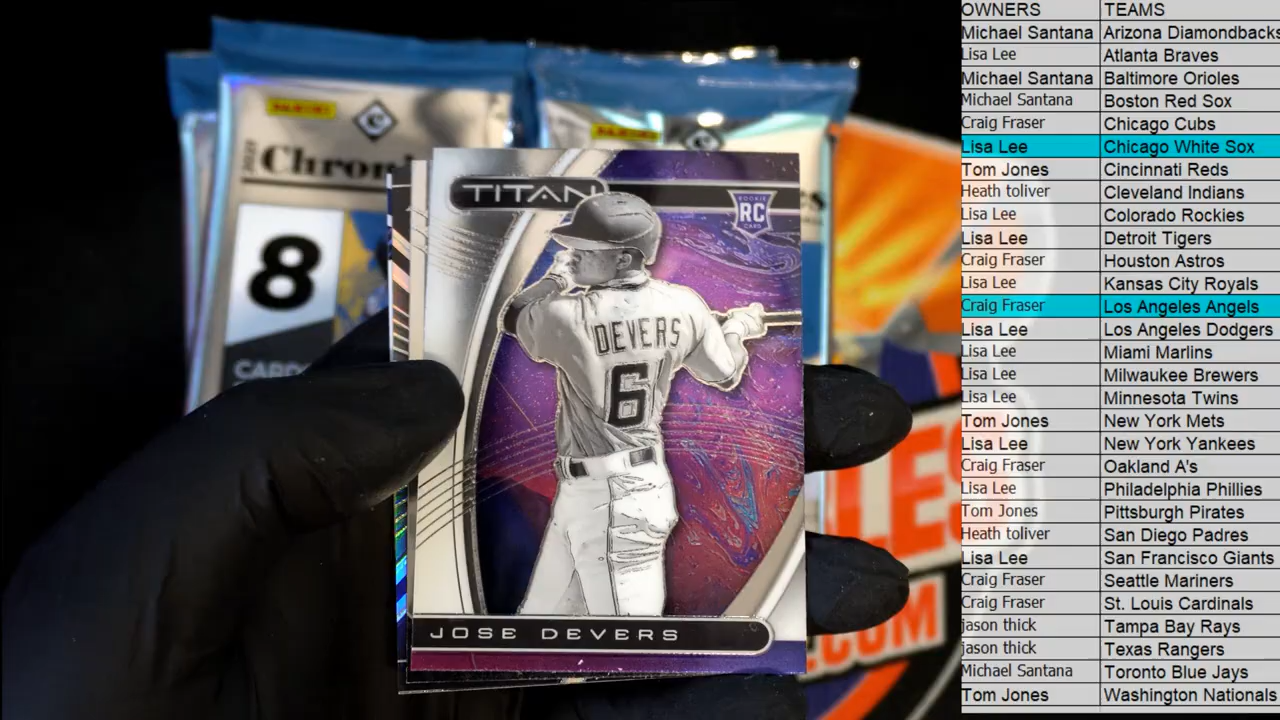 PANINI
PANINI
Chroni
8
CARDS
TITAN
ROOKIE
RC
CARD
DEVERS
6
JOSE DEVERS
LES
.COM
OWNERS TEAMS
Michael Santana Arizona Diamondbacks
Lisa Lee Atlanta Braves
Michael Santana Baltimore Orioles
Michael Santana Boston Red Sox
Craig Fraser Chicago Cubs
Lisa Lee Chicago White Sox
Tom Jones Cincinnati Reds
Heath toliver Cleveland Indians
Lisa Lee Colorado Rockies
Lisa Lee Detroit Tigers
Craig Fraser Houston Astros
Lisa Lee Kansas City Royals
Craig Fraser Los Angeles Angels
Lisa Lee Los Angeles Dodgers
Lisa Lee Miami Marlins
Lisa Lee Milwaukee Brewers
Lisa Lee Minnesota Twins
Tom Jones New York Mets
Lisa Lee New York Yankees
Craig Fraser Oakland A's
Lisa Lee Philadelphia Phillies
Tom Jones Pittsburgh Pirates
Heath toliver San Diego Padres
Lisa Lee San Francisco Giants
Craig Fraser Seattle Mariners
Craig Fraser St. Louis Cardinals
jason thick Tampa Bay Rays
jason thick Texas Rangers
Michael Santana Toronto Blue Jays
Tom Jones Washington Nationals